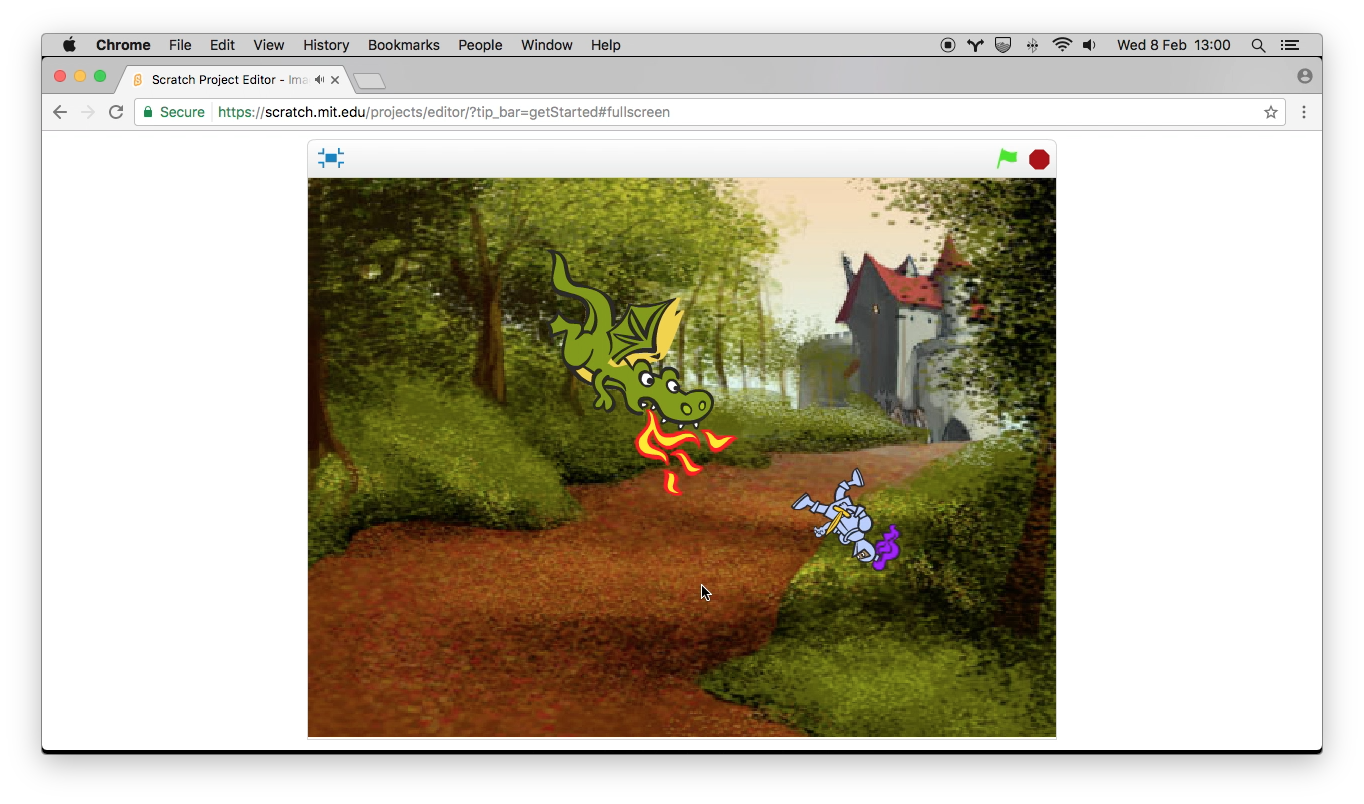 Chrome File Edit View History Bookmarks People Window Help Wed 8 Feb 13:00
Scratch Project Editor - Ima
Secure https://scratch.mit.edu/projects/editor/?tip_bar=getStarted#fullscreen